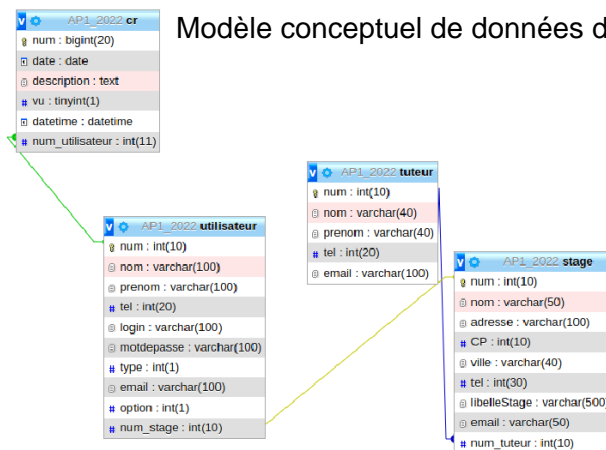 Modèle conceptuel de données d
AP1_2022 cr
num : bigint(20)
date : date
description : text
vu : tinyint(1)
datetime : datetime
num_utilisateur : int(11)
AP1_2022 tuteur
num : int(10)
nom : varchar(40)
prenom : varchar(40)
tel : int(20)
email : varchar(100)
AP1_2022 utilisateur
num : int(10)
nom : varchar(100)
prenom : varchar(100)
tel : int(20)
login : varchar(100)
motdepasse : varchar(100)
type : int(1)
email : varchar(100)
option : int(1)
num_stage : int(10)
AP1_2022 stage
num : int(10)
nom : varchar(50)
adresse : varchar(100)
CP : int(10)
ville : varchar(40)
tel : int(30)
libelleStage : varchar(500)
email : varchar(50)
num_tuteur : int(10)